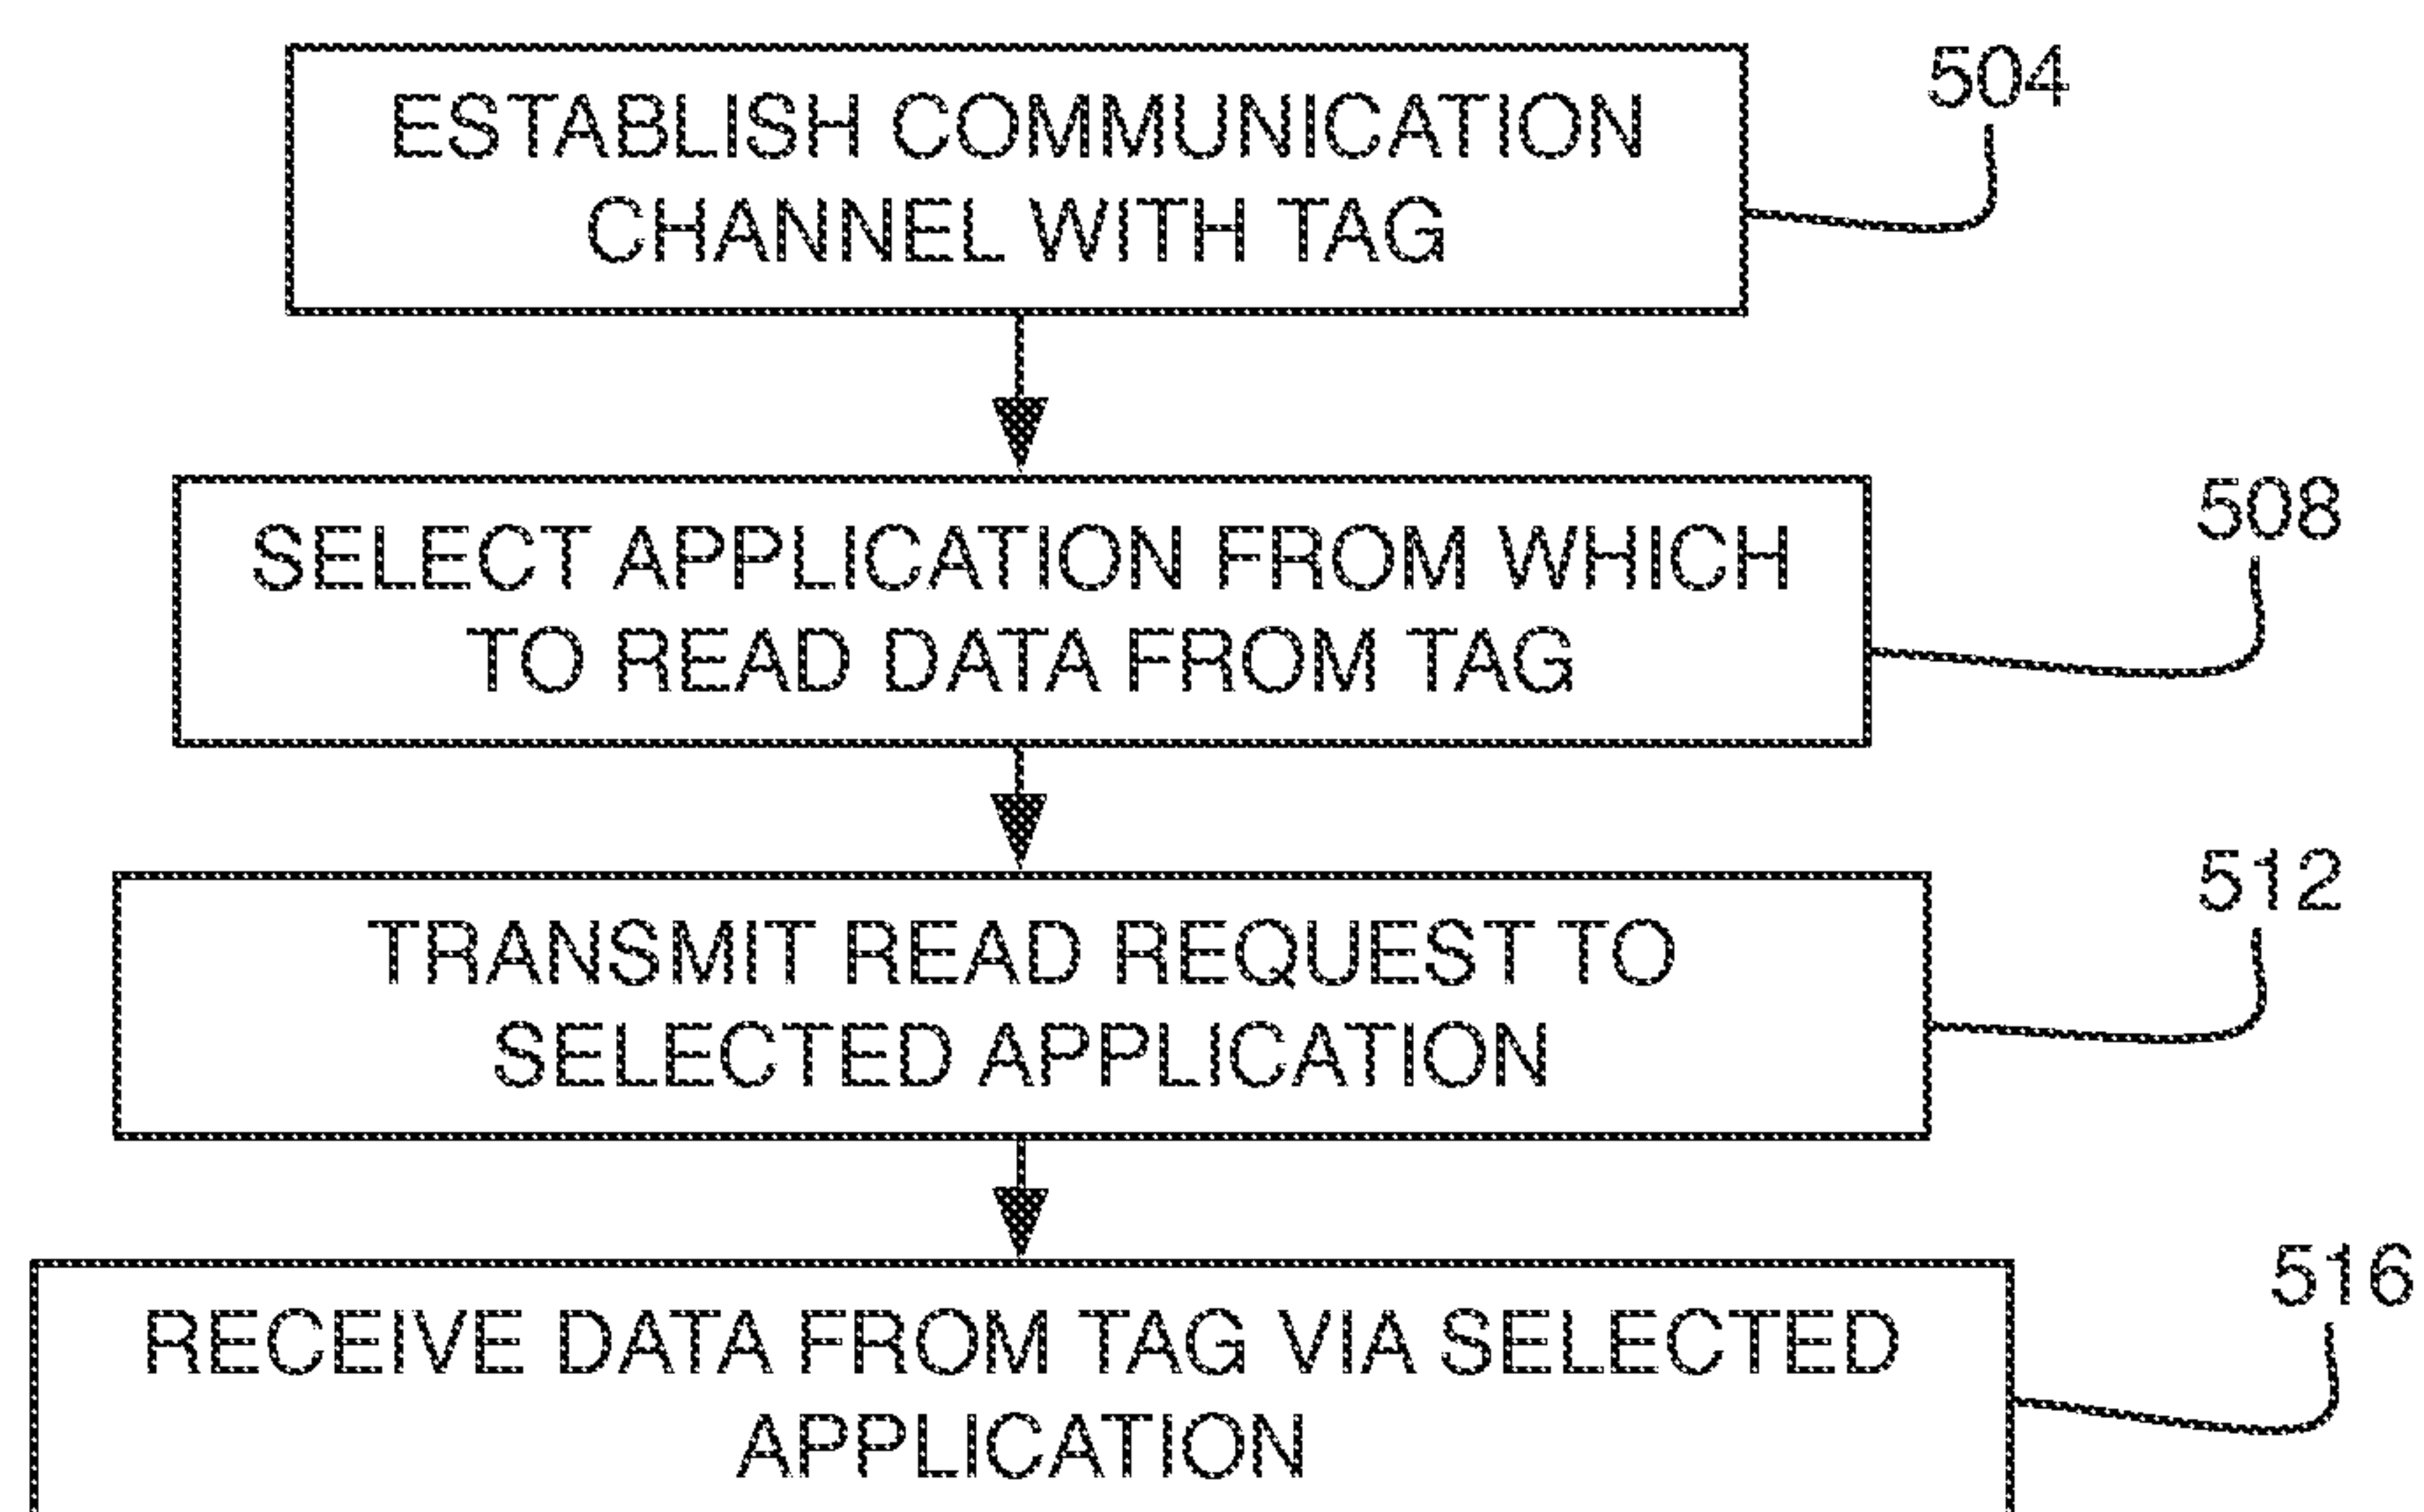 ESTABLISH COMMUNICATION
CHANNEL WITH TAG
504
SELECT APPLICATION FROM WHICH
TO READ DATA FROM TAG
508
TRANSMIT READ REQUEST TO
SELECTED APPLICATION
512
RECEIVE DATA FROM TAG VIA SELECTED
APPLICATION
516